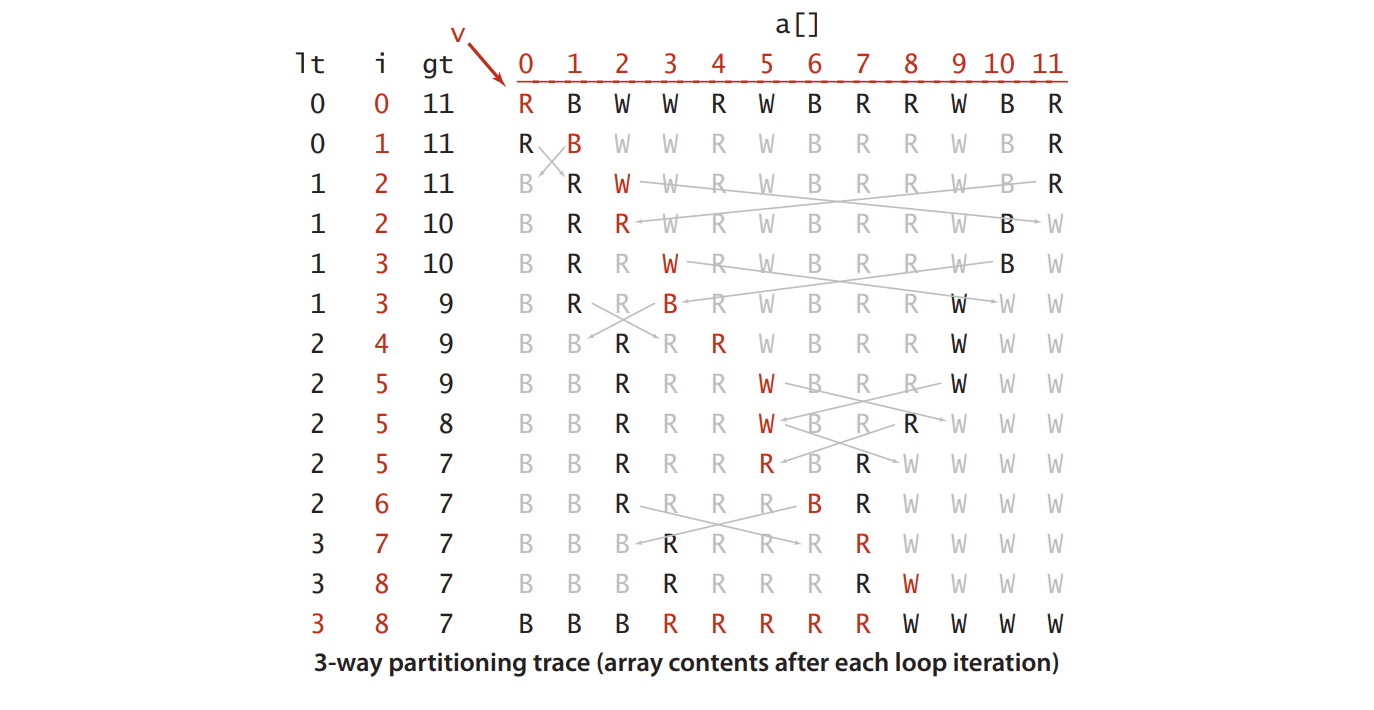 a[]
v
lt i gt 0 1 2 3 4 5 6 7 8 9 10 11
0 0 11 R B W W R W B R R W B R
0 1 11 R B W W R W B R R W B R
1 2 11 B R W W R W B R R W B R
1 2 10 B R R W R W B R R W B W
1 3 10 B R R W R W B R R W B W
1 3 9 B R R B R W B R R W W W
2 4 9 B B R R R W B R R W W W
2 5 9 B B R R R W B R R W W W
2 5 8 B B R R R W B R R W W W
2 5 7 B B R R R R B R W W W W
2 6 7 B B R R R R B R W W W W
3 7 7 B B B R R R R R W W W W
3 8 7 B B B R R R R R W W W W
3 8 7 B B B R R R R R W W W W
3-way partitioning trace (array contents after each loop iteration)